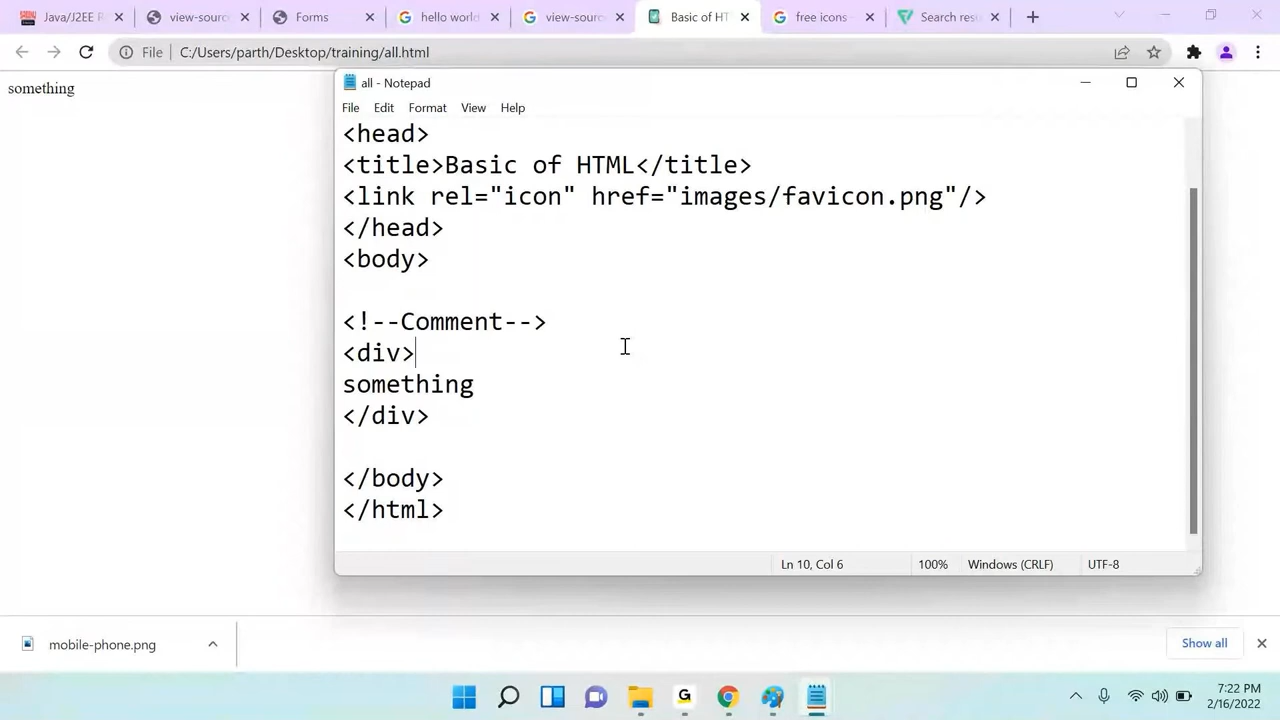 Java/J2EE R
view-sourc
Forms
hello world
view-sourc
Basic of HT
free icons -
Search resu
File
C:/Users/parth/Desktop/training/all.html
something
all - Notepad
File Edit Format View Help
<head>
<title>Basic of HTML</title>
<link rel="icon" href="images/favicon.png"/>
</head>
<body>
<!--Comment-->
<div>
something
</div>
</body>
</html>
Ln 10, Col 6
100%
Windows (CRLF)
UTF-8
mobile-phone.png
Show all
G
7:22 PM
2/16/2022